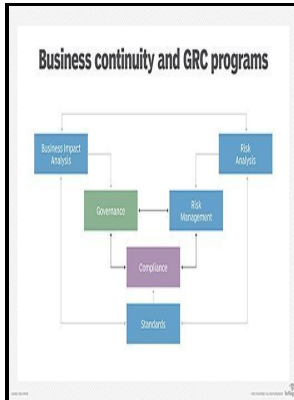 Business continuity and GRC programs
Business Impact
Analysis
Risk
Analysis
Governance
Risk
Management
Compliance
Standards